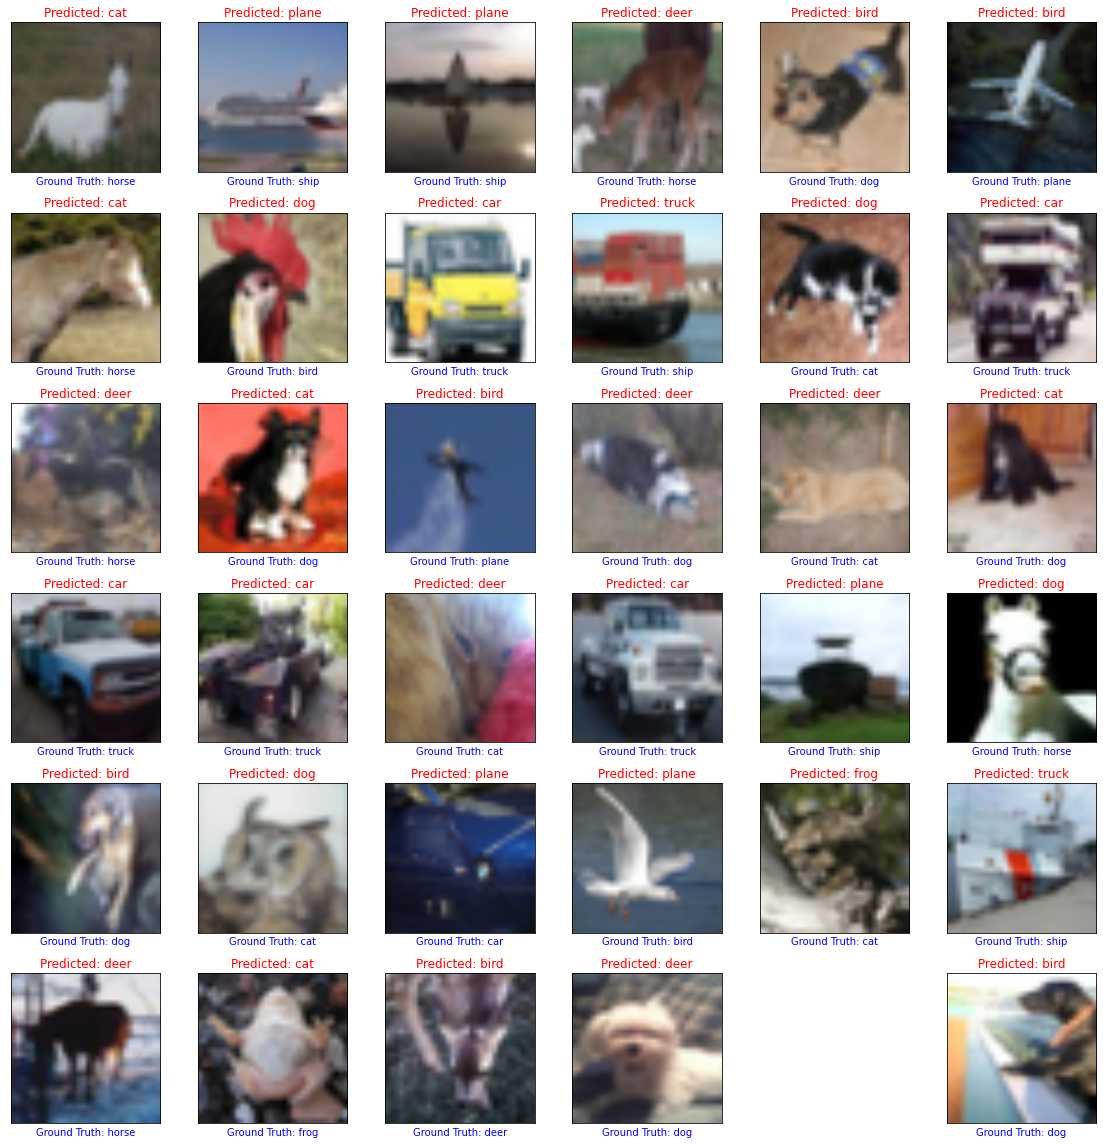 Predicted: cat
Predicted: plane
Predicted: plane
Predicted: deer
Predicted: bird
Predicted: bird
Ground Truth: horse
Ground Truth: ship
Ground Truth: ship
Ground Truth: horse
Ground Truth: dog
Ground Truth: plane
Predicted: cat
Predicted: dog
Predicted: car
Predicted: truck
Predicted: dog
Predicted: car
Ground Truth: horse
Ground Truth: bird
Ground Truth: truck
Ground Truth: ship
Ground Truth: cat
Ground Truth: truck
Predicted: deer
Predicted: cat
Predicted: bird
Predicted: deer
Predicted: deer
Predicted: cat
Ground Truth: horse
Ground Truth: dog
Ground Truth: plane
Ground Truth: dog
Ground Truth: cat
Ground Truth: dog
Predicted: car
Predicted: car
Predicted: deer
Predicted: car
Predicted: plane
Predicted: dog
Ground Truth: truck
Ground Truth: truck
Ground Truth: cat
Ground Truth: truck
Ground Truth: ship
Ground Truth: horse
Predicted: bird
Predicted: dog
Predicted: plane
Predicted: plane
Predicted: frog
Predicted: truck
Ground Truth: dog
Ground Truth: cat
Ground Truth: car
Ground Truth: bird
Ground Truth: cat
Ground Truth: ship
Predicted: deer
Predicted: cat
Predicted: bird
Predicted: deer
Predicted: bird
Ground Truth: horse
Ground Truth: frog
Ground Truth: deer
Ground Truth: dog
Ground Truth: dog